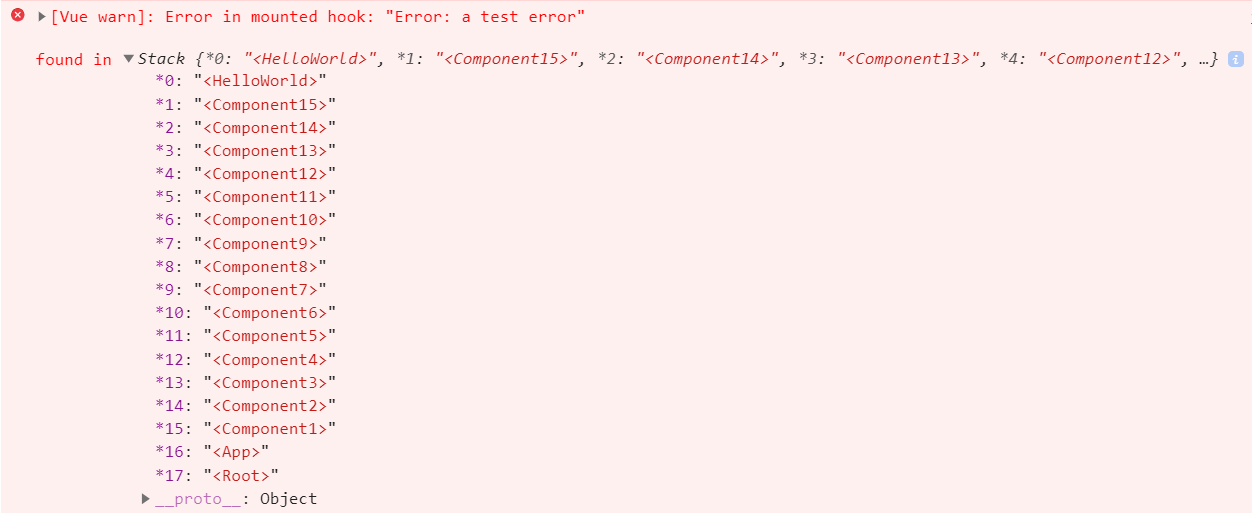 [Vue warn]: Error in mounted hook: "Error: a test error"
found in ▼Stack {*0: "<HelloWorld>", *1: "<Component15>", *2: "<Component14>", *3: "<Component13>", *4: "<Component12>", …} i
*0: "<HelloWorld>"
*1: "<Component15>"
*2: "<Component14>"
*3: "<Component13>"
*4: "<Component12>"
*5: "<Component11>"
*6: "<Component10>"
*7: "<Component9>"
*8: "<Component8>"
*9: "<Component7>"
*10: "<Component6>"
*11: "<Component5>"
*12: "<Component4>"
*13: "<Component3>"
*14: "<Component2>"
*15: "<Component1>"
*16: "<App>"
*17: "<Root>"
__proto__: Object